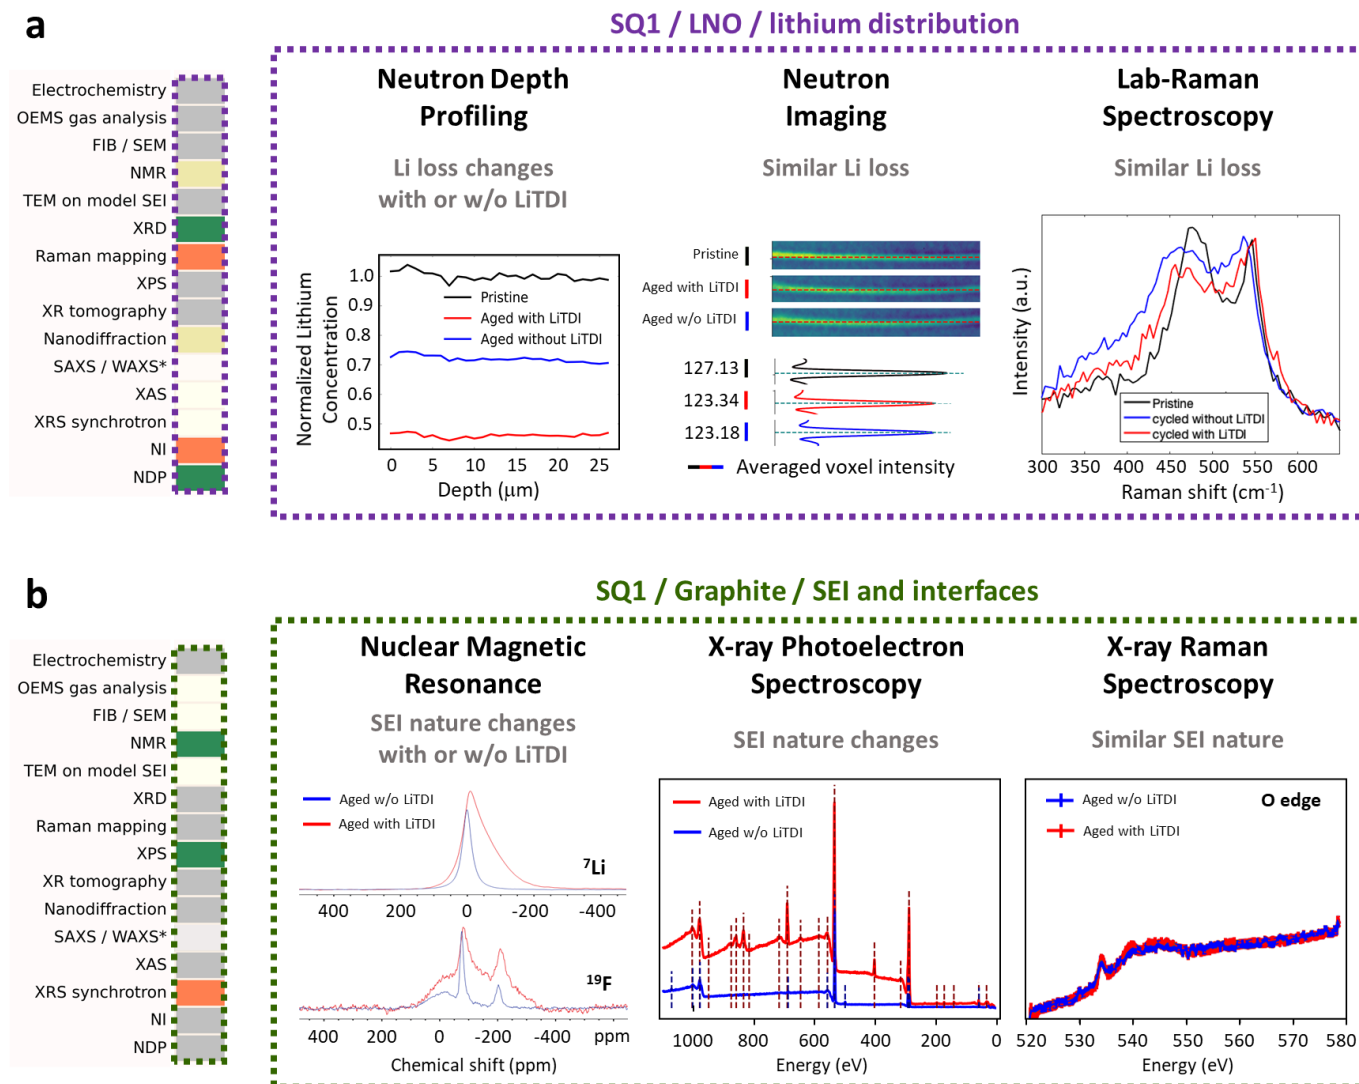 a
SQ1 / LNO / lithium distribution
Electrochemistry
OEMS gas analysis
FIB / SEM
NMR
TEM on model SEI
XRD
Raman mapping
XPS
XR tomography
Nanodiffraction
SAXS / WAXS*
XAS
XRS synchrotron
NI
NDP
Neutron Depth
Profiling
Li loss changes
with or w/o LiTDI
Normalized Lithium
Concentration
1.0
0.9
0.8
0.7
0.6
0.5
Pristine
Aged with LiTDI
Aged without LiTDI
0 5 10 15 20 25
Depth (μm)
Neutron
Imaging
Similar Li loss
Pristine
Aged with LiTDI
Aged w/o LiTDI
127.13
123.34
123.18
Averaged voxel intensity
Lab-Raman
Spectroscopy
Similar Li loss
Intensity (a.u.)
Pristine
cycled without LiTDI
cycled with LiTDI
300 350 400 450 500 550 600
Raman shift (cm⁻¹)
b
SQ1 / Graphite / SEI and interfaces
Electrochemistry
OEMS gas analysis
FIB / SEM
NMR
TEM on model SEI
XRD
Raman mapping
XPS
XR tomography
Nanodiffraction
SAXS / WAXS*
XAS
XRS synchrotron
NI
NDP
Nuclear Magnetic
Resonance
SEI nature changes
with or w/o LiTDI
Aged w/o LiTDI
Aged with LiTDI
⁷Li
400 200 0 -200 -400
¹⁹F
400 200 0 -200 -400 ppm
Chemical shift (ppm)
X-ray Photoelectron
Spectroscopy
SEI nature changes
Aged with LiTDI
Aged w/o LiTDI
1000 800 600 400 200 0
Energy (eV)
X-ray Raman
Spectroscopy
Similar SEI nature
Aged w/o LiTDI
Aged with LiTDI
O edge
520 530 540 550 560 570 580
Energy (eV)